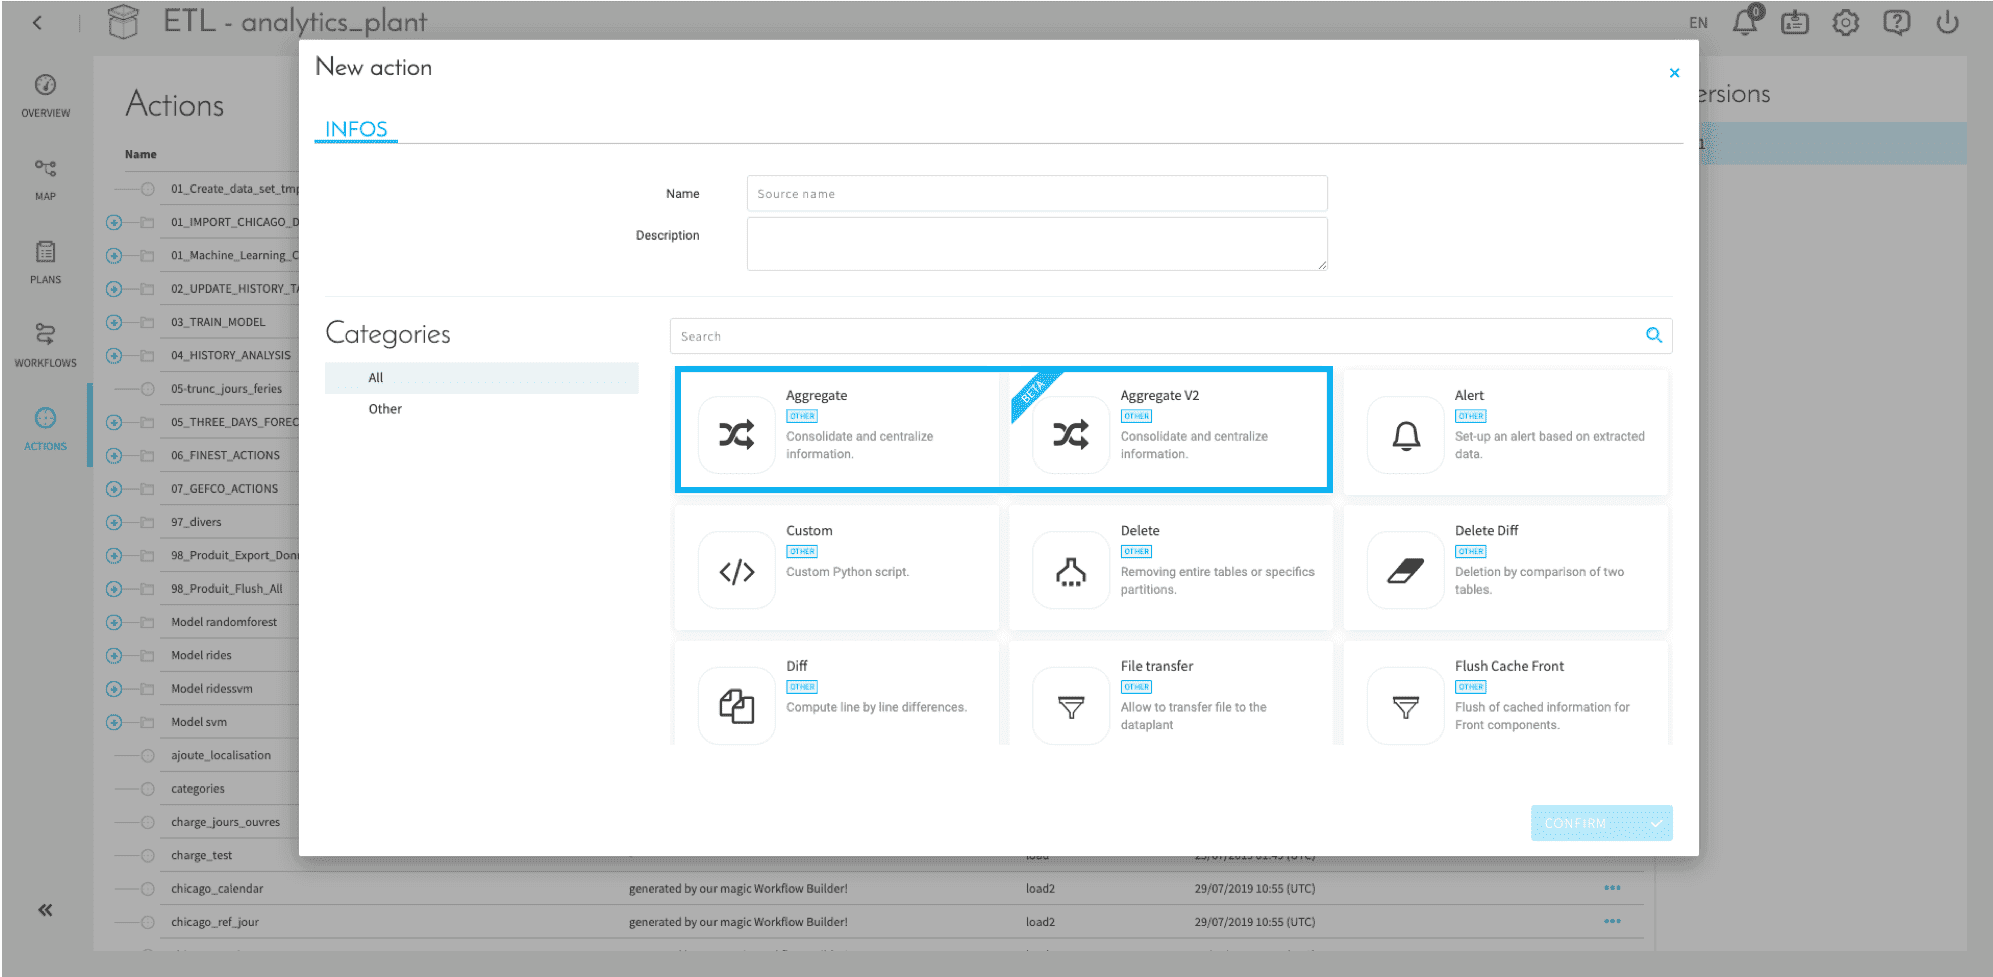 ETL - analytics_plant
EN
0
OVERVIEW
MAP
PLANS
WORKFLOWS
ACTIONS
Actions
Name
01_Create_data_set_tmp
01_IMPORT_CHICAGO_D
01_Machine_Learning_C
02_UPDATE_HISTORY_TA
03_TRAIN_MODEL
04_HISTORY_ANALYSIS
05-trunc_jours_feries
05_THREE_DAYS_FOREC
06_FINEST_ACTIONS
07_GEFCO_ACTIONS
97_divers
98_Produit_Export_Don
98_Produit_Flush_All
Model randomforest
Model rides
Model ridessvm
Model svm
ajoute_localisation
categories
charge_jours_ouvres
charge_test
chicago_calendar generated by our magic Workflow Builder! load2 29/07/2019 10:55 (UTC)
chicago_ref_jour generated by our magic Workflow Builder! load2 29/07/2019 10:55 (UTC)
ersions
1
New action
INFOS
Name
Source name
Description
Categories
All
Other
Search
Aggregate
OTHER
Consolidate and centralize
information.
BETA
Aggregate V2
OTHER
Consolidate and centralize
information.
Alert
OTHER
Set-up an alert based on extracted
data.
Custom
OTHER
Custom Python script.
Delete
OTHER
Removing entire tables or specifics
partitions.
Delete Diff
OTHER
Deletion by comparison of two
tables.
Diff
OTHER
Compute line by line differences.
File transfer
OTHER
Allow to transfer file to the
dataplant
Flush Cache Front
OTHER
Flush of cached information for
Front components.
CONFIRM